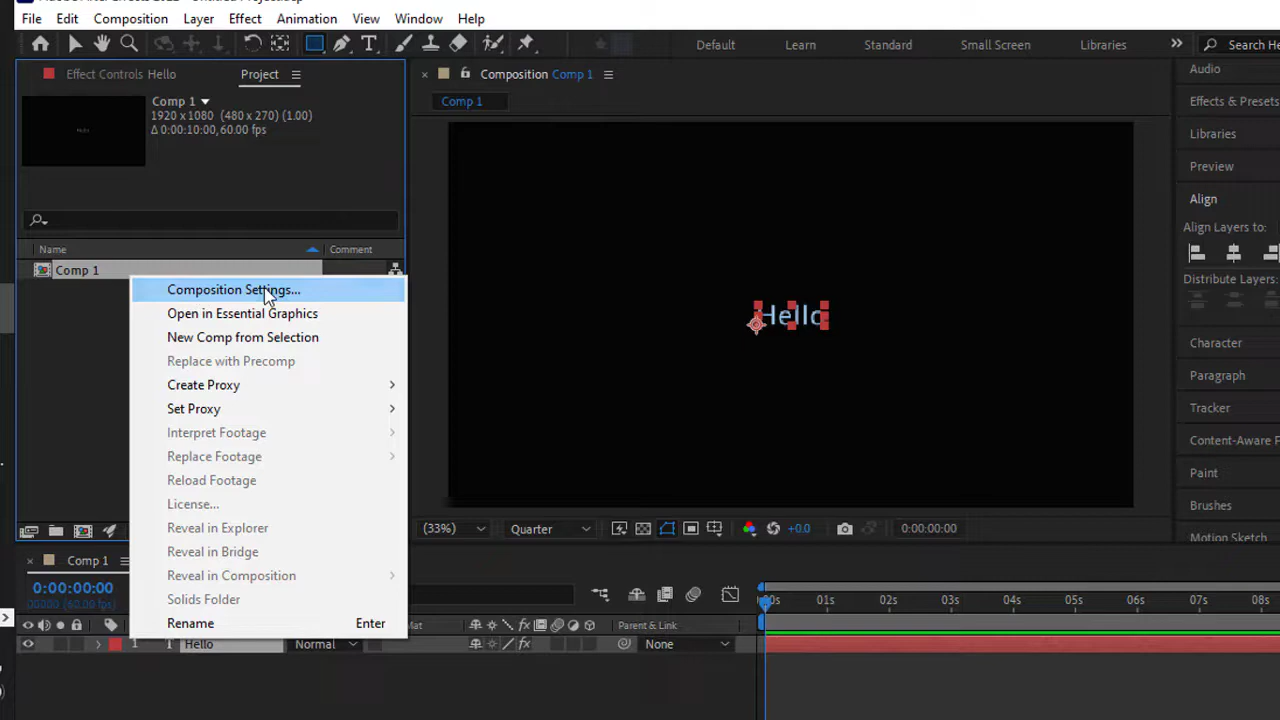 File Edit Composition Layer Effect Animation View Window Help
Default Learn Standard Small Screen Libraries Search He
Effect Controls Hello Project
Comp 1
1920 x 1080 (480 x 270) (1.00)
Δ 0:00:10:00, 60.00 fps
Name Comment
Comp 1
Composition Settings...
Open in Essential Graphics
New Comp from Selection
Replace with Precomp
Create Proxy
Set Proxy
Interpret Footage
Replace Footage
Reload Footage
License...
Reveal in Explorer
Reveal in Bridge
Reveal in Composition
Solids Folder
Rename Enter
Composition Comp 1
Comp 1
Hello
(33%) Quarter +0.0 0:00:00:00
Audio
Effects & Presets
Libraries
Preview
Align
Align Layers to:
Distribute Layers:
Character
Paragraph
Tracker
Content-Aware F
Paint
Brushes
Motion Sketch
Comp 1
0:00:00:00
00000 (60.00 fps)
Mat Parent & Link
1 T Hello Normal None
00s 01s 02s 03s 04s 05s 06s 07s 08s